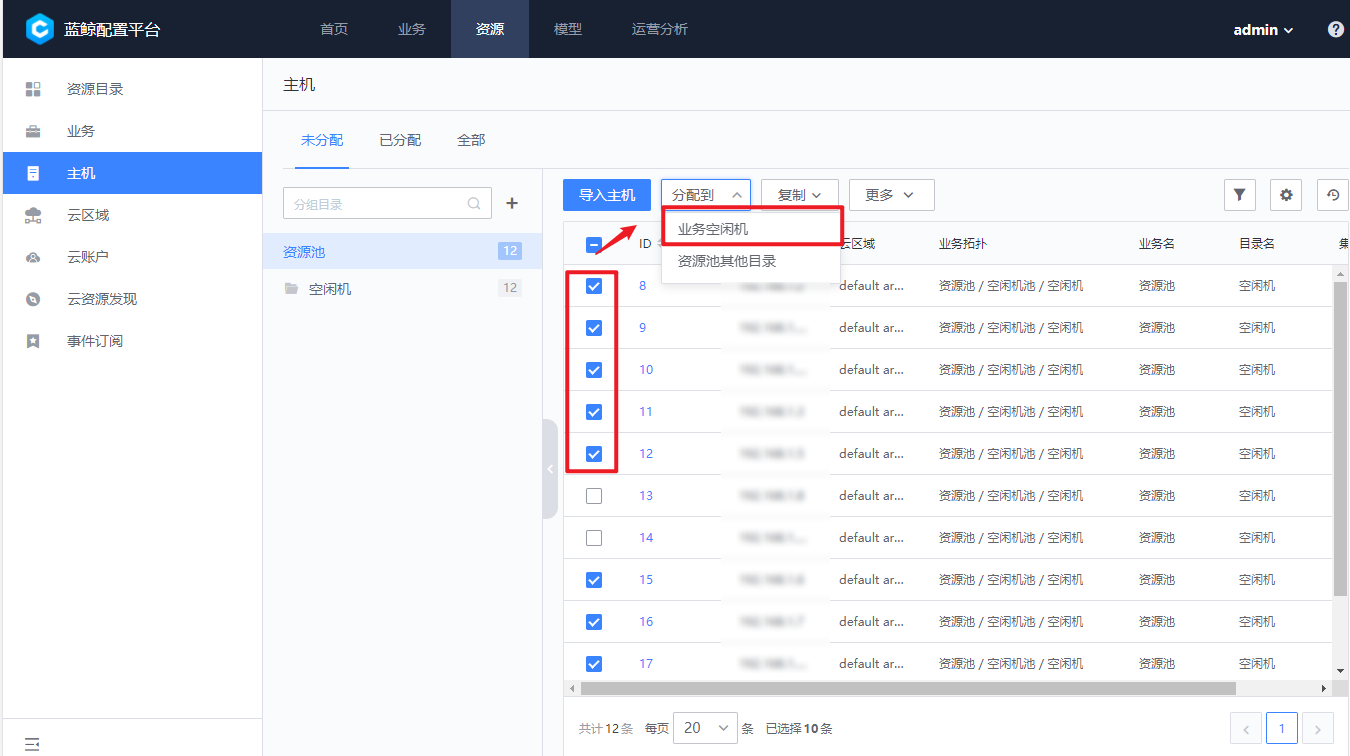 蓝鲸配置平台 首页 业务 资源 模型 运营分析 admin
资源目录
业务
主机
云区域
云账户
云资源发现
事件订阅
主机
未分配 已分配 全部
分组目录
资源池 12
空闲机 12
导入主机 分配到 复制 更多
业务空闲机
资源池其他目录
ID 云区域 业务拓扑 业务名 目录名 集
8 default ar... 资源池 / 空闲机池 / 空闲机 资源池 空闲机
9 default ar... 资源池 / 空闲机池 / 空闲机 资源池 空闲机
10 default ar... 资源池 / 空闲机池 / 空闲机 资源池 空闲机
11 default ar... 资源池 / 空闲机池 / 空闲机 资源池 空闲机
12 default ar... 资源池 / 空闲机池 / 空闲机 资源池 空闲机
13 default ar... 资源池 / 空闲机池 / 空闲机 资源池 空闲机
14 default ar... 资源池 / 空闲机池 / 空闲机 资源池 空闲机
15 default ar... 资源池 / 空闲机池 / 空闲机 资源池 空闲机
16 default ar... 资源池 / 空闲机池 / 空闲机 资源池 空闲机
17 default ar... 资源池 / 空闲机池 / 空闲机 资源池 空闲机
共计12条 每页 20 条 已选择10条 1